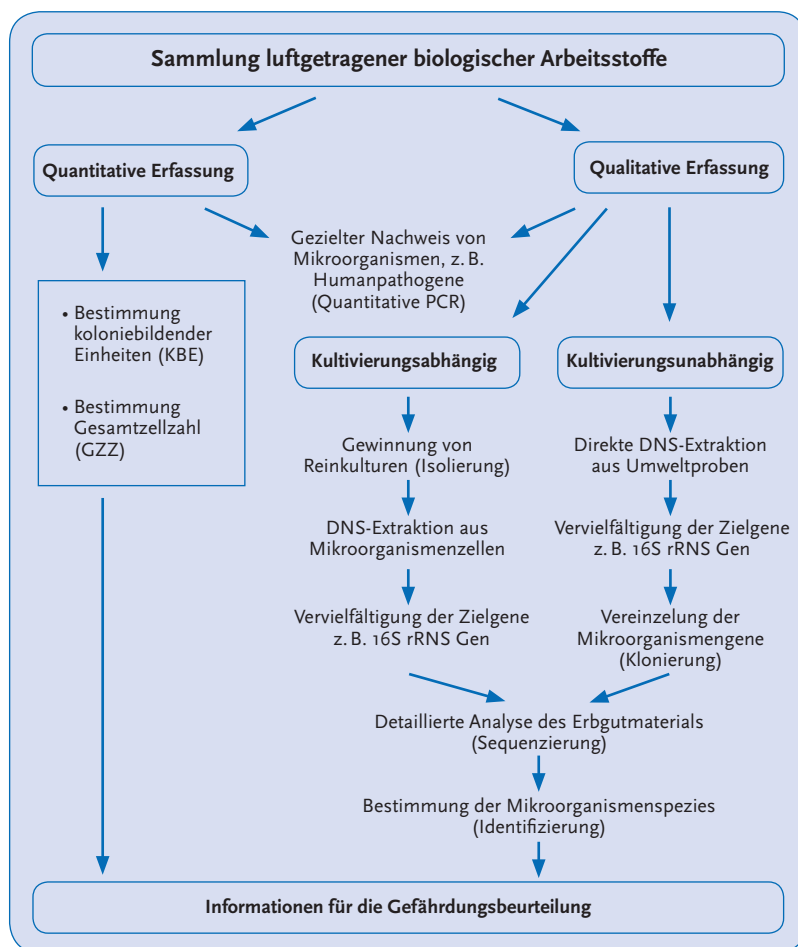 Sammlung luftgetragener biologischer Arbeitsstoffe
Quantitative Erfassung
Qualitative Erfassung
Gezielter Nachweis von
Mikroorganismen, z. B.
Humanpathogene
(Quantitative PCR)
• Bestimmung
koloniebildender
Einheiten (KBE)
• Bestimmung
Gesamtzellzahl
(GZZ)
Kultivierungsabhängig
Gewinnung von
Reinkulturen (Isolierung)
DNS-Extraktion aus
Mikroorganismenzellen
Vervielfältigung der Zielgene
z. B. 16S rRNS Gen
Kultivierungsunabhängig
Direkte DNS-Extraktion
aus Umweltproben
Vervielfältigung der Zielgene
z. B. 16S rRNS Gen
Vereinzelung der
Mikroorganismengene
(Klonierung)
Detaillierte Analyse des Erbgutmaterials
(Sequenzierung)
Bestimmung der Mikroorganismenspezies
(Identifizierung)
Informationen für die Gefährdungsbeurteilung